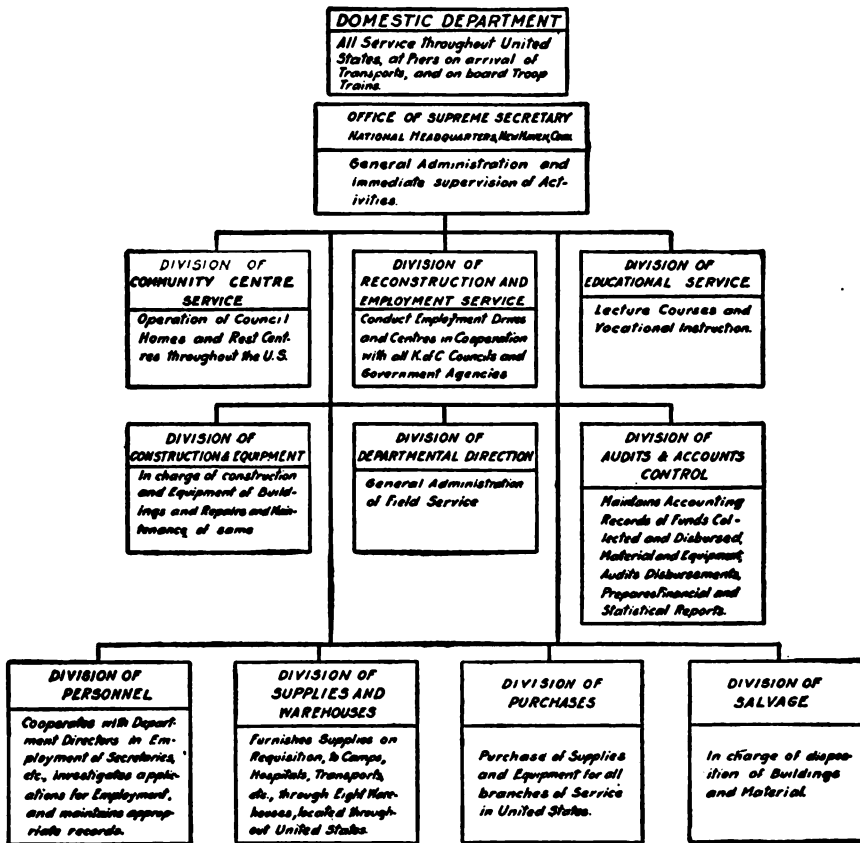 DOMESTIC DEPARTMENT
All Service throughout United
States, at Piers on arrival of
Transports, and on board Troop
Trains.
OFFICE OF SUPREME SECRETARY
NATIONAL HEADQUARTERS, NEW HAVEN, CONN.
General Administration and
immediate supervision of Act-
ivities.
DIVISION OF
COMMUNITY CENTRE
SERVICE
Operation of Council
Homes and Rest Cent-
res throughout the U.S.
DIVISION OF
RECONSTRUCTION AND
EMPLOYMENT SERVICE
Conduct Employment Drives
and Centres in Cooperation
with all K. of C. Councils and
Government Agencies
DIVISION OF
EDUCATIONAL SERVICE
Lecture Courses and
Vocational Instruction.
DIVISION OF
CONSTRUCTION & EQUIPMENT
In charge of construction
and Equipment of Build-
ings and Repairs and Main-
tenance of same
DIVISION OF
DEPARTMENTAL DIRECTION
General Administration
of Field Service
DIVISION OF
AUDITS & ACCOUNTS
CONTROL
Maintains Accounting
Records of Funds Col-
lected and Disbursed,
Material and Equipment,
Audits Disbursements,
Prepares Financial and
Statistical Reports.
DIVISION OF
PERSONNEL
Cooperates with Depart-
ment Directors in Em-
ployment of Secretaries,
etc., investigates applic-
ations for Employment,
and maintains approp-
riate records.
DIVISION OF
SUPPLIES AND
WAREHOUSES
Furnishes Supplies on
Requisition, to Camps,
Hospitals, Transports,
etc., through Eight Ware-
houses, located through-
out United States.
DIVISION OF
PURCHASES
Purchase of Supplies
and Equipment for all
branches of Service
in United States.
DIVISION OF
SALVAGE
In charge of dispo-
sition of Buildings
and Material.